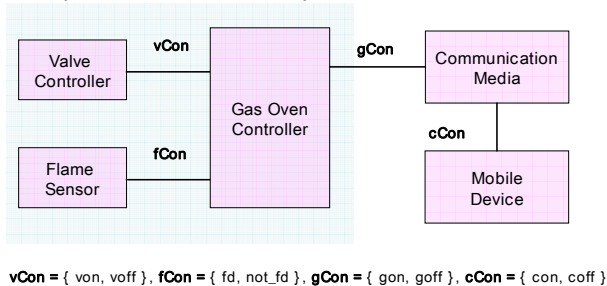 vCon
gCon
Valve
Controller
Communication
Media
Gas Oven
Controller
cCon
fCon
Flame
Sensor
Mobile
Device
vCon = { von, voff } , fCon = { fd, not_fd } , gCon = { gon, goff } , cCon = { con, coff }